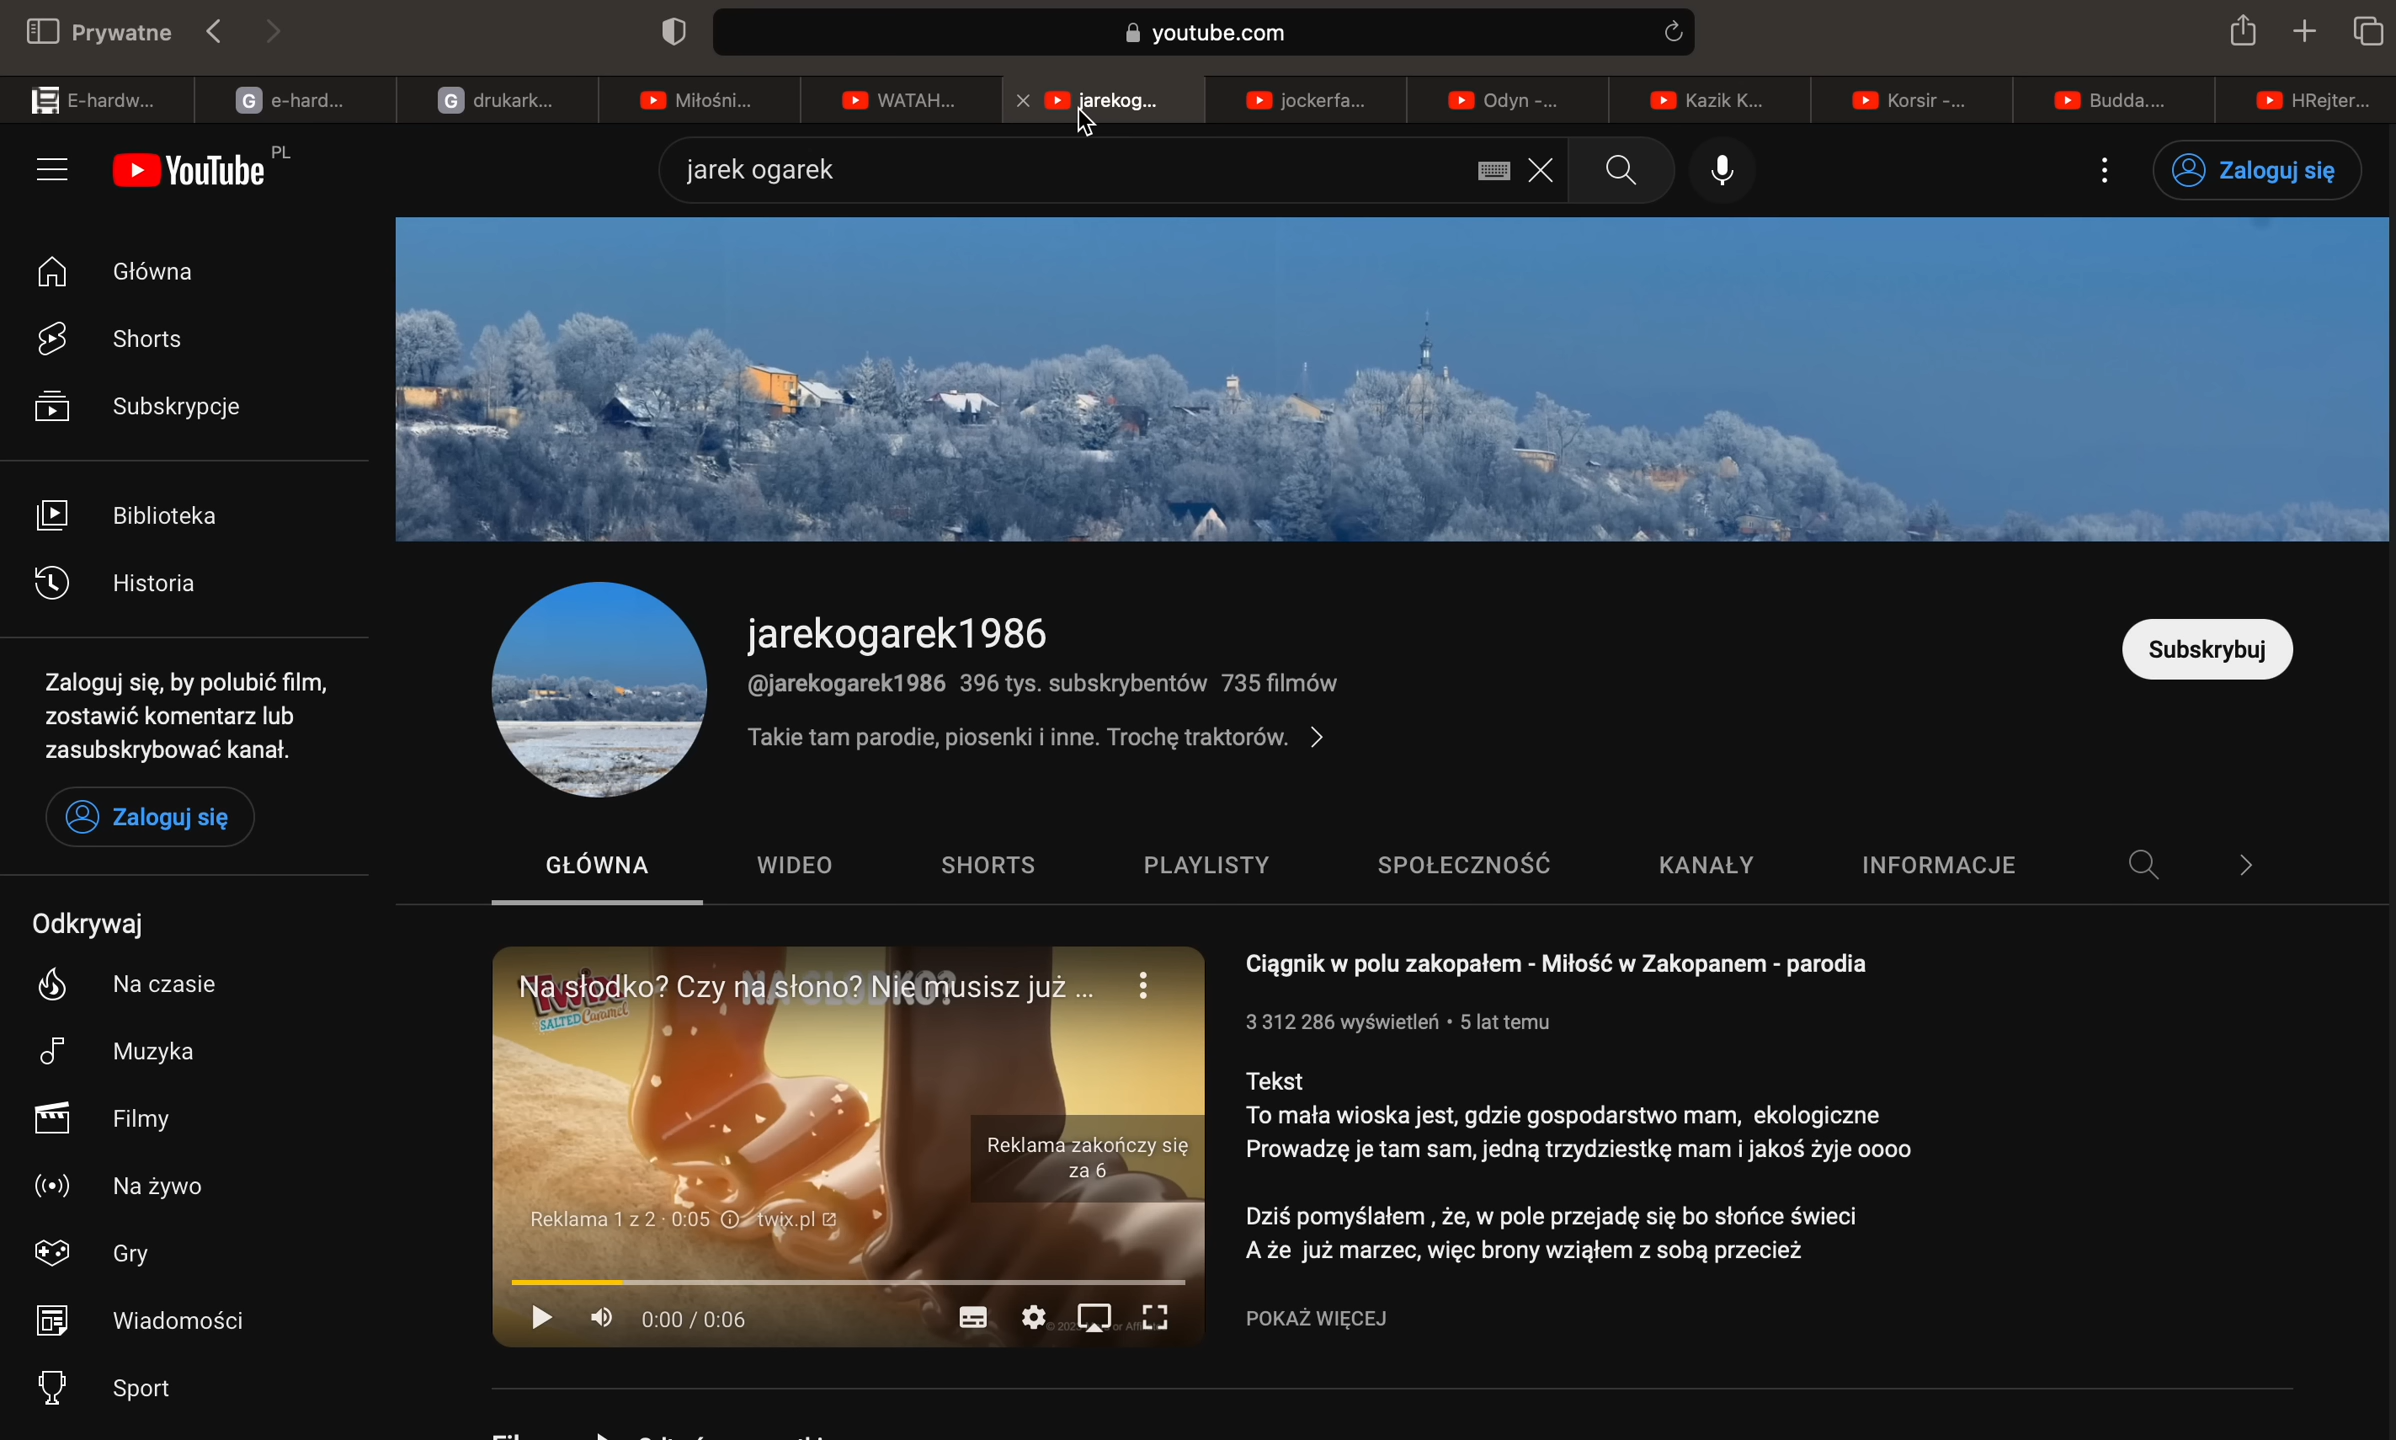 Prywatne
youtube.com
E-hardw...
e-hard...
drukark...
Miłośni...
WATAH...
jarekog...
jockerfa...
Odyn -...
Kazik K...
Korsir -...
Budda....
HRejter...
YouTube PL
jarek ogarek
Zaloguj się
Główna
Shorts
Subskrypcje
Biblioteka
Historia
Zaloguj się, by polubić film,
zostawić komentarz lub
zasubskrybować kanał.
Zaloguj się
Odkrywaj
Na czasie
Muzyka
Filmy
Na żywo
Gry
Wiadomości
Sport
jarekogarek1986
@jarekogarek1986 396 tys. subskrybentów 735 filmów
Takie tam parodie, piosenki i inne. Trochę traktorów.
Subskrybuj
GŁÓWNA
WIDEO
SHORTS
PLAYLISTY
SPOŁECZNOŚĆ
KANAŁY
INFORMACJE
Na słodko? Czy na słono? Nie musisz już ...
Twix
SALTED Caramel
Reklama zakończy się
za 6
Reklama 1 z 2 · 0:05 twix.pl
0:00 / 0:06
Ciągnik w polu zakopałem - Miłość w Zakopanem - parodia
3 312 286 wyświetleń • 5 lat temu
Tekst
To mała wioska jest, gdzie gospodarstwo mam, ekologiczne
Prowadzę je tam sam, jedną trzydziestkę mam i jakoś żyje oooo
Dziś pomyślałem , że, w pole przejadę się bo słońce świeci
A że już marzec, więc brony wziąłem z sobą przecież
POKAŻ WIĘCEJ